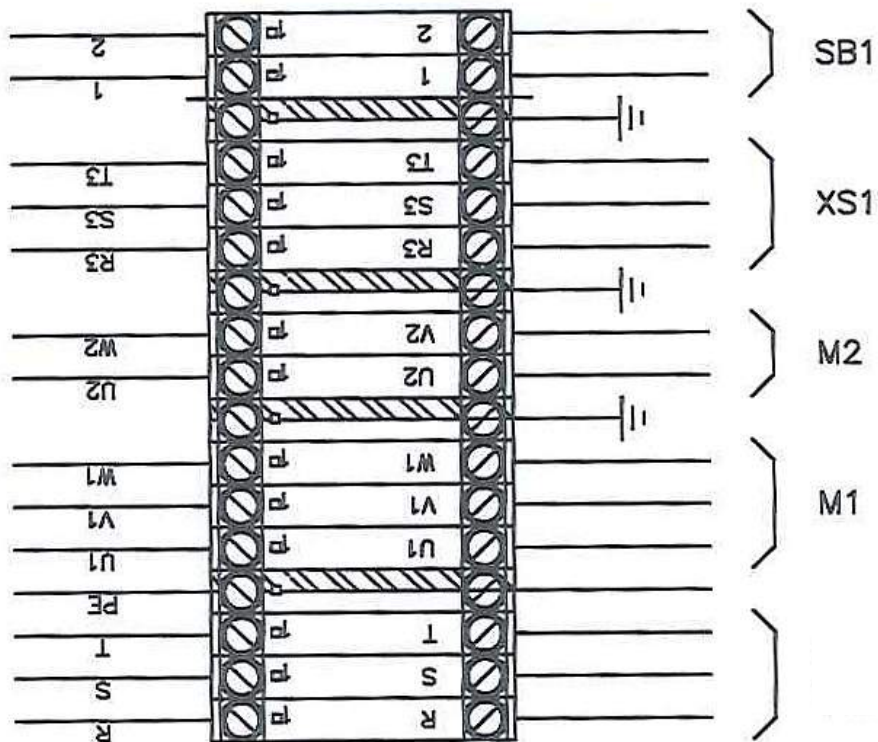 2 2
SB1
1 1
T3 T3
S3 S3 XS1
R3 R3
W2 V2
M2
U2 U2
W1 W1
V1 V1 M1
U1 U1
PE
T T
S S
R R